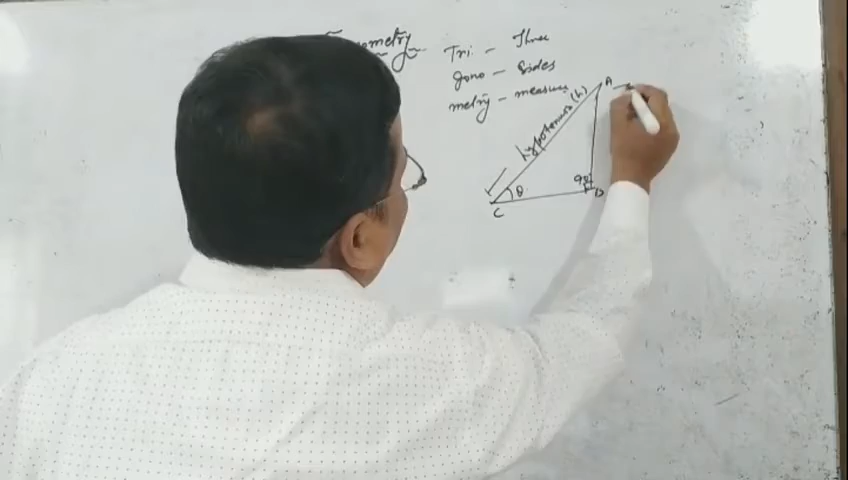 ometry
Tri - Three
gono - Sides
metry - measure
A
hypotenuse (h)
90
θ
B
C